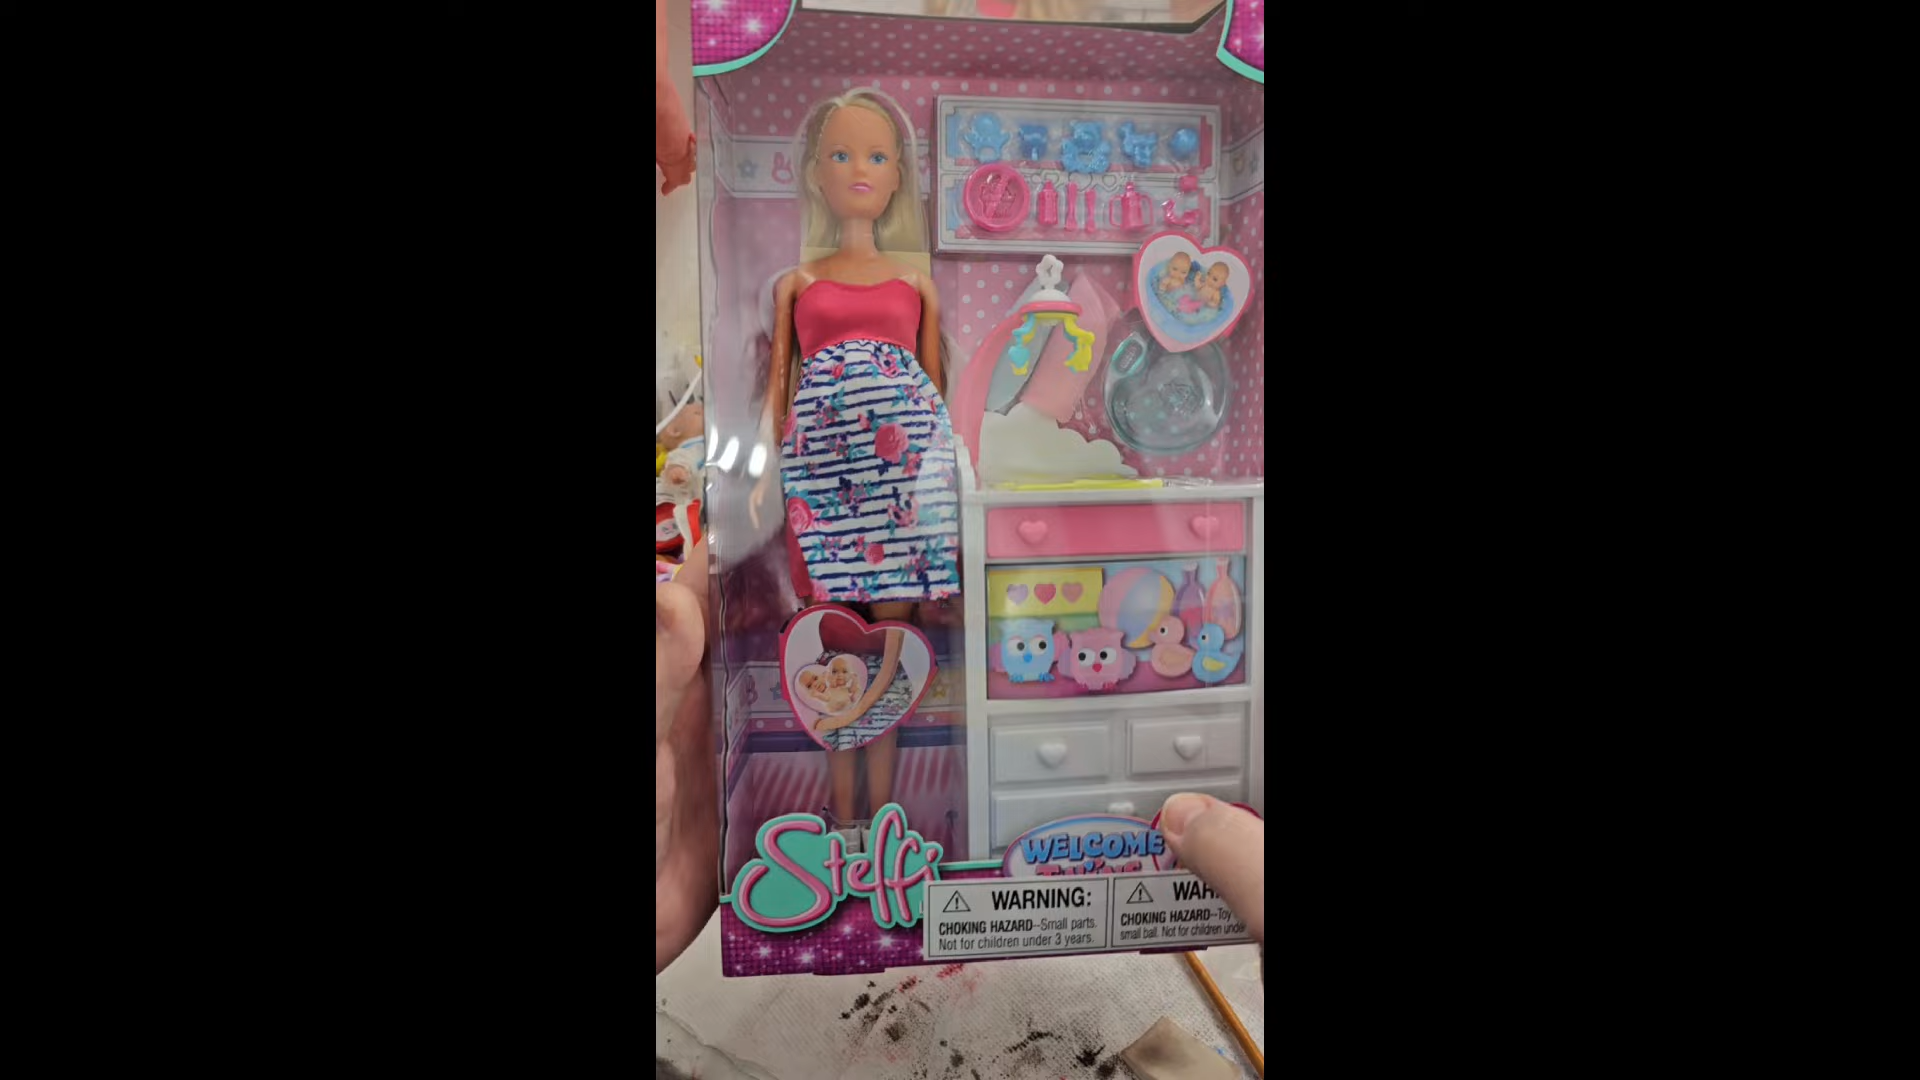 Steffi
WELCOME
TWINS
WARNING:
CHOKING HAZARD–Small parts.
Not for children under 3 years.
CHOKING HAZARD–Toy
small ball. Not for children